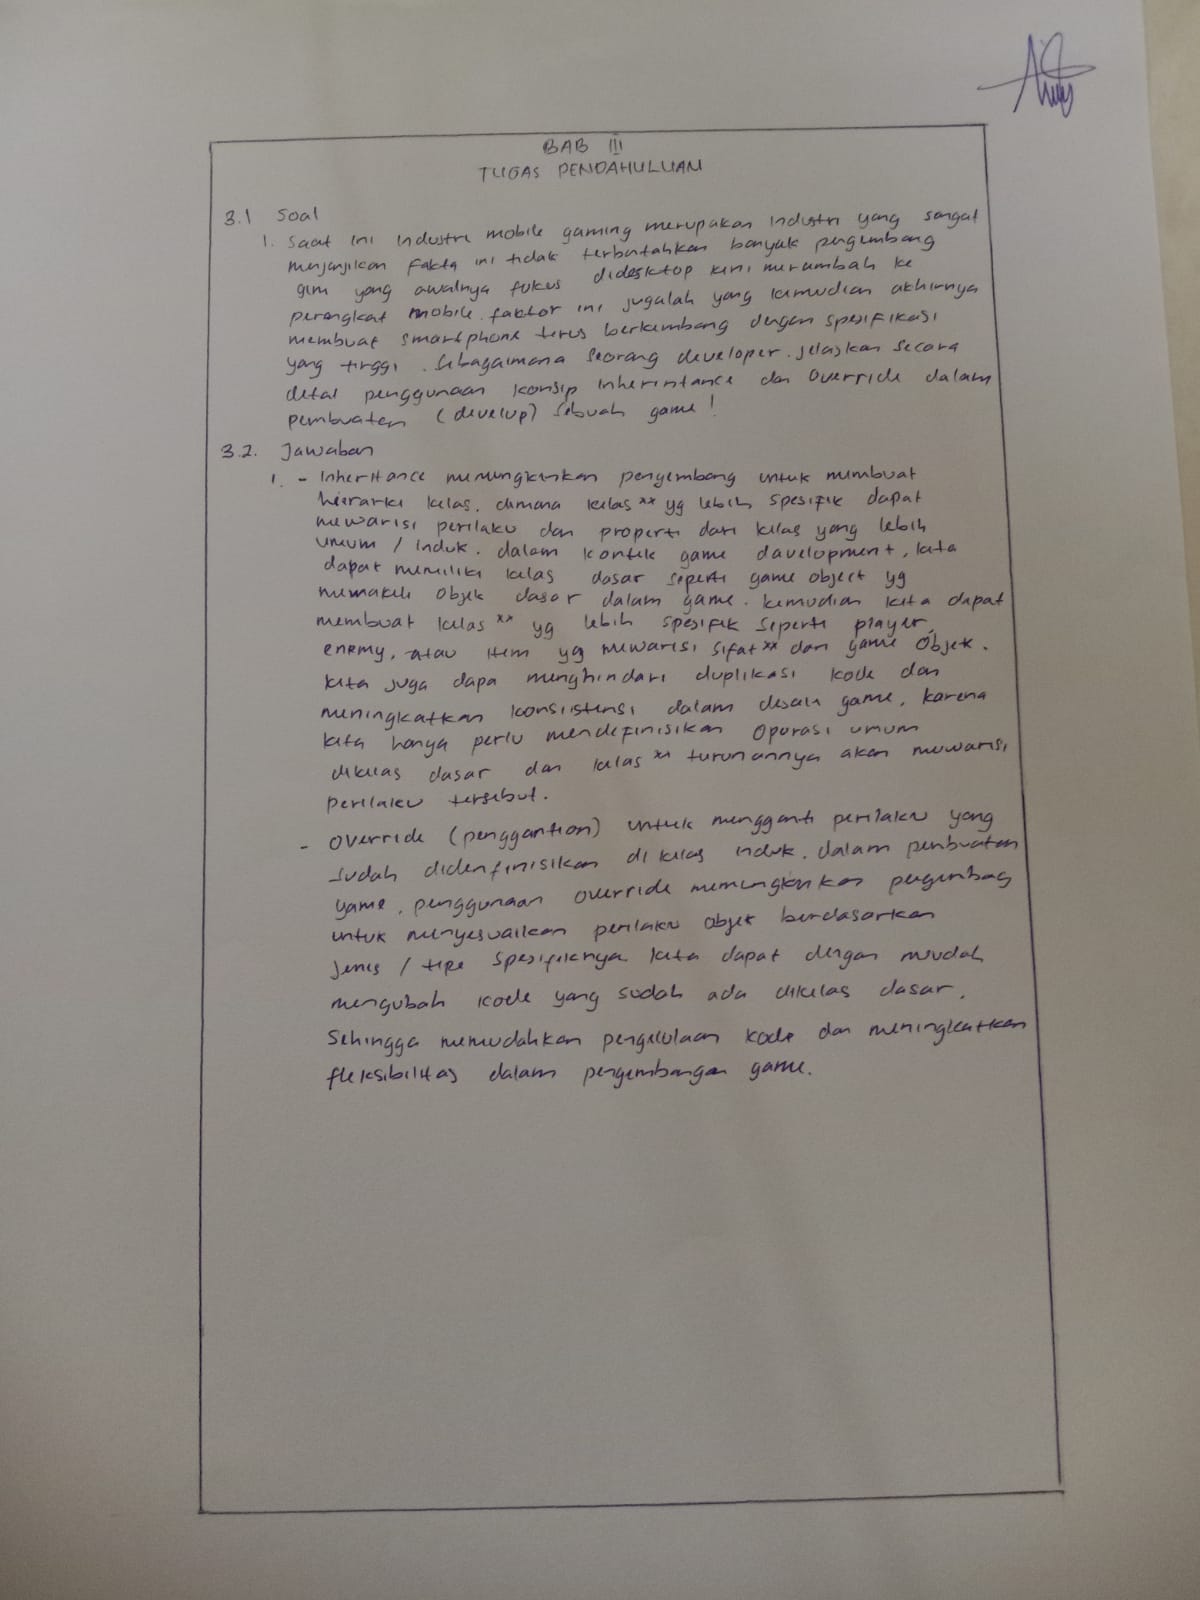 BAB III
TUGAS PENDAHULUAN
3.1 Soal
1. Saat ini industri mobile gaming merupakan industri yang sangat
menjanjikan fakta ini tidak terbatahkan banyak pengembang
gim yang awalnya fokus didesktop kini merambah ke
perangkat mobile. faktor ini jugalah yang kemudian akhirnya
membuat smartphone terus berkembang dengan spesifikasi
yang tinggi. Sebagaimana seorang developer. jelaskan secara
detal penggunaan konsep inherintance dan override dalam
pembuatan (develup) sebuah game!
3.2. Jawaban
1. - Inheritance memungkinkan pengembang untuk membuat
hierarki kelas, dimana kelas ** yg lebih spesifik dapat
mewarisi perilaku dan properti dari kelas yang lebih
umum / induk. dalam kontek game davelopment, kita
dapat memiliki kelas dasar seperti game object yg
mewakili objek dasar dalam game. kemudian kita dapat
membuat kelas ** yg lebih spesifik seperti player,
enemy, atau item yg mewarisi sifat ** dari game objek.
kita juga dapa menghindari duplikasi kode dan
meningkatkan konsistensi dalam desain game, karena
kita hanya perlu mendefinisikan operasi umum
dikelas dasar dan kelas ** turunannya akan mewarisi
perilaku tersebut.
- override (penggantian) untuk mengganti perilaku yang
sudah didenfinisikan di kelas induk. dalam penbuatan
game, penggunaan override memungkinkan pegembag
untuk menyesuaikan perilaku objek berdasarkan
jenis / tipe spesifiknya kita dapat dengan muudah
mengubah kode yang sudah ada dikelas dasar,
Sehingga memudahkan pengelolaan kode dan meningkatkan
fleksibilitas dalam pengembangan game.